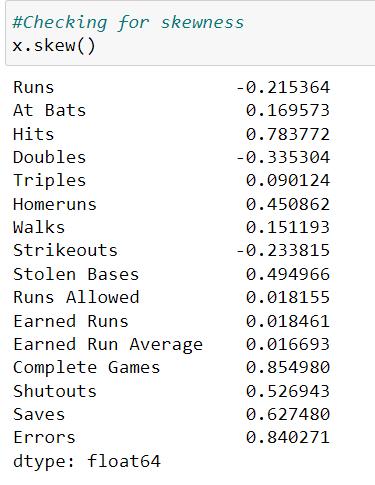 #Checking for skewness
x.skew()
Runs -0.215364
At Bats 0.169573
Hits 0.783772
Doubles -0.335304
Triples 0.090124
Homeruns 0.450862
Walks 0.151193
Strikeouts -0.233815
Stolen Bases 0.494966
Runs Allowed 0.018155
Earned Runs 0.018461
Earned Run Average 0.016693
Complete Games 0.854980
Shutouts 0.526943
Saves 0.627480
Errors 0.840271
dtype: float64